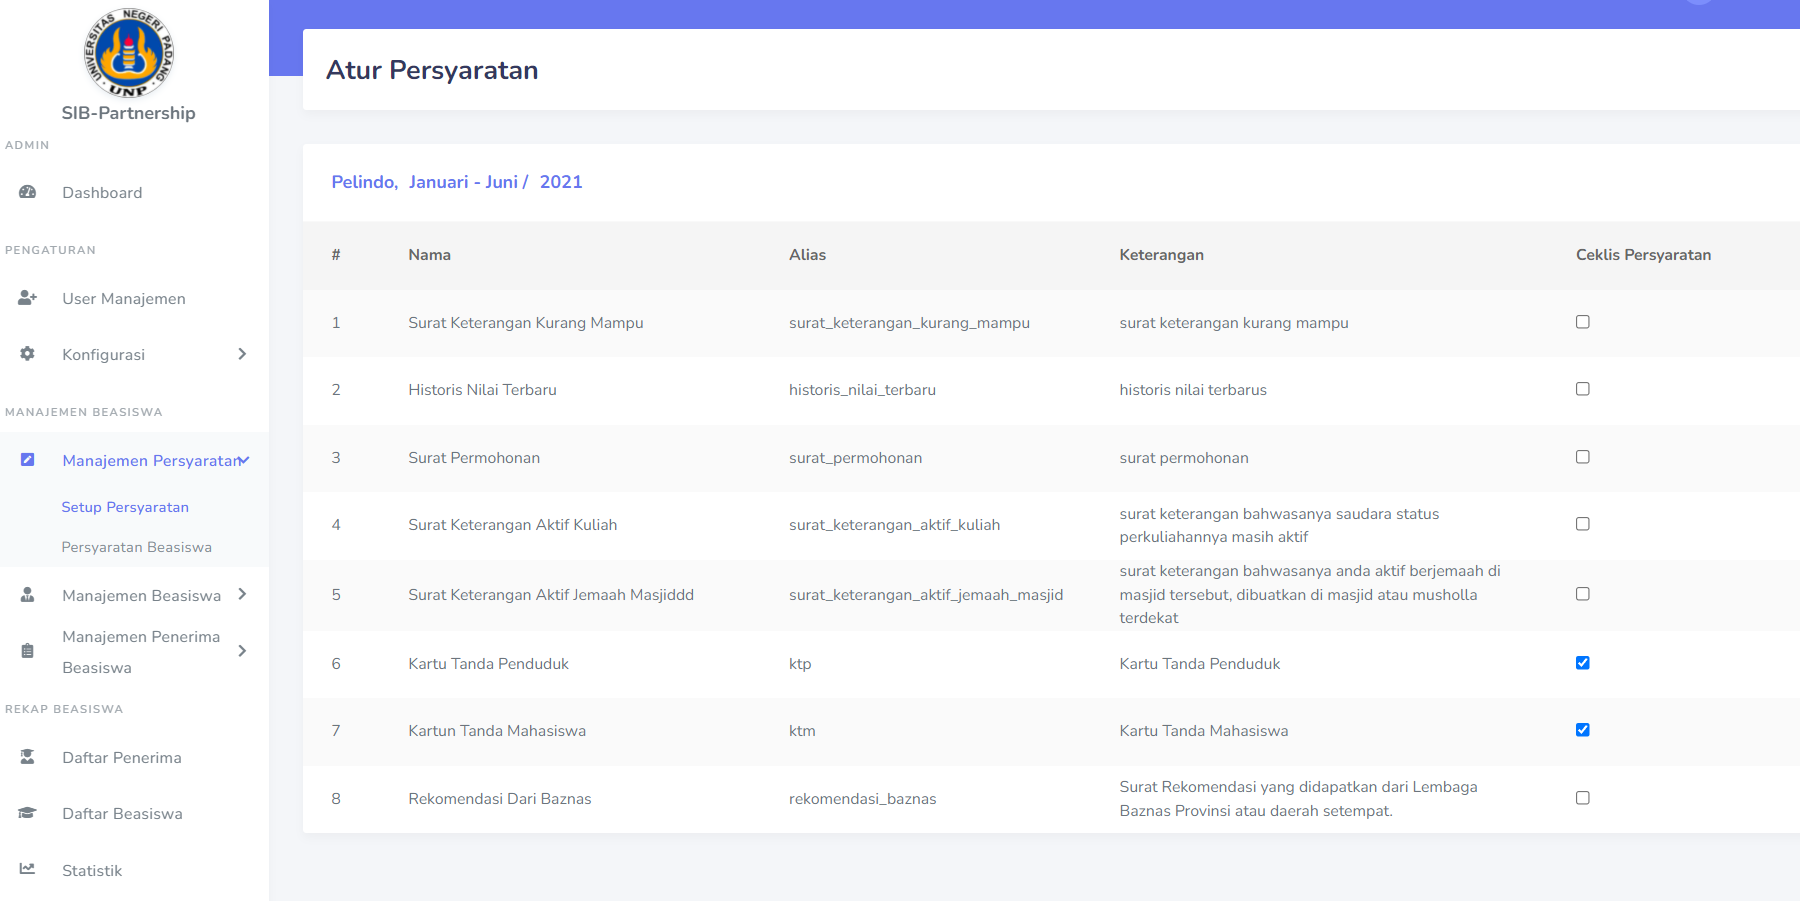 UNIVERSITAS NEGERI PADANG
UNP
SIB-Partnership
ADMIN
Dashboard
PENGATURAN
User Manajemen
Konfigurasi
MANAJEMEN BEASISWA
Manajemen Persyaratan
Setup Persyaratan
Persyaratan Beasiswa
Manajemen Beasiswa
Manajemen Penerima
Beasiswa
REKAP BEASISWA
Daftar Penerima
Daftar Beasiswa
Statistik
Atur Persyaratan
Pelindo, Januari - Juni / 2021
# Nama Alias Keterangan Ceklis Persyaratan
1 Surat Keterangan Kurang Mampu surat_keterangan_kurang_mampu surat keterangan kurang mampu
2 Historis Nilai Terbaru historis_nilai_terbaru historis nilai terbarus
3 Surat Permohonan surat_permohonan surat permohonan
4 Surat Keterangan Aktif Kuliah surat_keterangan_aktif_kuliah surat keterangan bahwasanya saudara status
perkuliahannya masih aktif
5 Surat Keterangan Aktif Jemaah Masjiddd surat_keterangan_aktif_jemaah_masjid surat keterangan bahwasanya anda aktif berjemaah di
masjid tersebut, dibuatkan di masjid atau musholla
terdekat
6 Kartu Tanda Penduduk ktp Kartu Tanda Penduduk
7 Kartun Tanda Mahasiswa ktm Kartu Tanda Mahasiswa
8 Rekomendasi Dari Baznas rekomendasi_baznas Surat Rekomendasi yang didapatkan dari Lembaga
Baznas Provinsi atau daerah setempat.